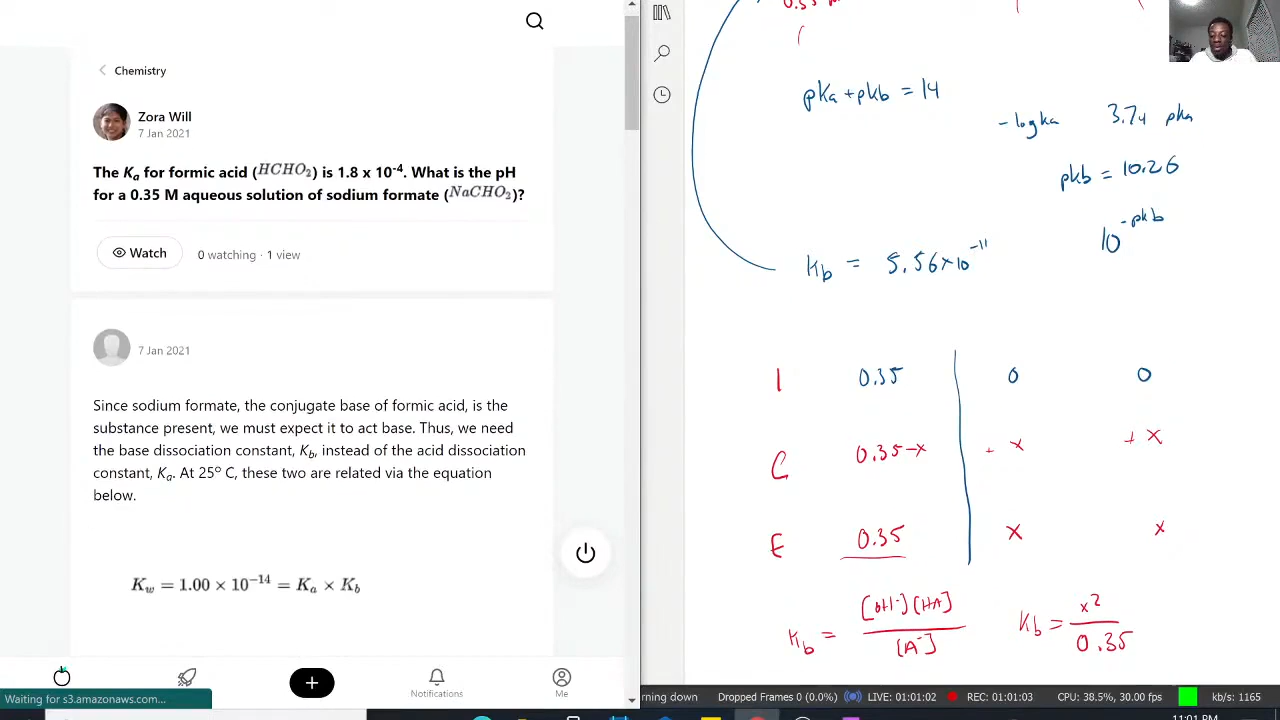 Chemistry
Zora Will
7 Jan 2021
The Ka for formic acid (HCHO₂) is 1.8 x 10⁻⁴. What is the pH
for a 0.35 M aqueous solution of sodium formate (NaCHO₂)?
Watch
0 watching · 1 view
7 Jan 2021
Since sodium formate, the conjugate base of formic acid, is the
substance present, we must expect it to act base. Thus, we need
the base dissociation constant, Kb, instead of the acid dissociation
constant, Ka. At 25° C, these two are related via the equation
below.
Kw = 1.00 × 10⁻¹⁴ = Ka × Kb
Notifications
Me
Waiting for s3.amazonaws.com...
pKa + pKb = 14
-logKa 3.74 pKa
pKb = 10.26
10^-pKb
Kb = 5.56×10⁻¹¹
I 0.35 0 0
C 0.35-x +x +x
E 0.35 x x
Kb = [OH⁻][HA] / [A⁻] Kb = x² / 0.35
rning down
Dropped Frames 0 (0.0%)
LIVE: 01:01:02
REC: 01:01:03
CPU: 38.5%, 30.00 fps
kb/s: 1165
11:01 PM